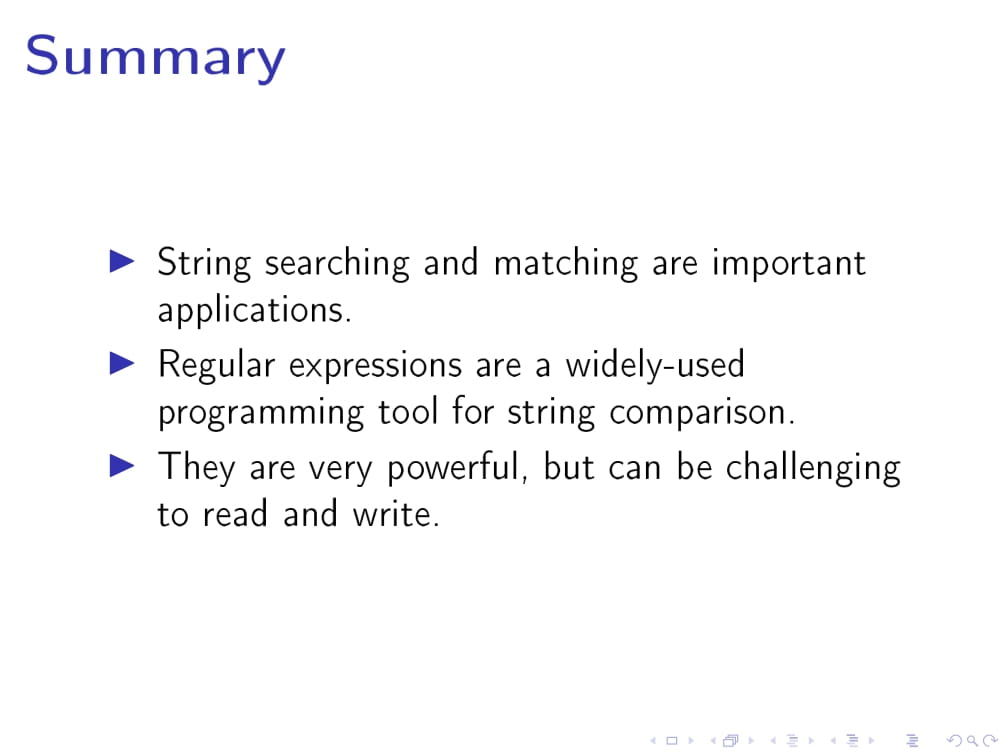 Summary
String searching and matching are important
applications.
Regular expressions are a widely-used
programming tool for string comparison.
They are very powerful, but can be challenging
to read and write.